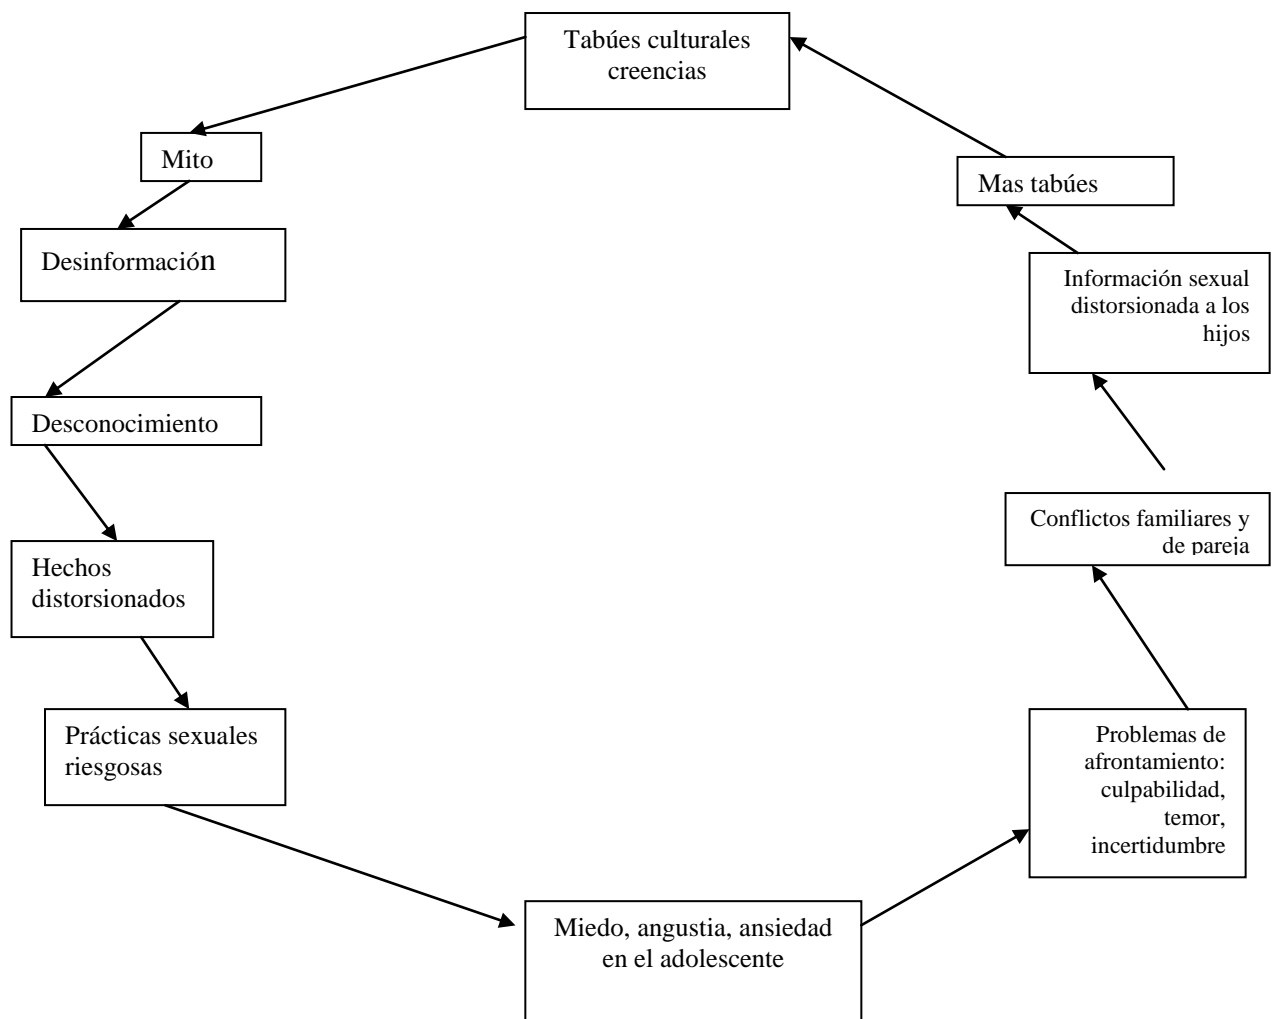 Tabúes culturales
creencias
Mito
Desinformación
Desconocimiento
Hechos
distorsionados
Prácticas sexuales
riesgosas
Miedo, angustia, ansiedad
en el adolescente
Problemas de
afrontamiento:
culpabilidad,
temor,
incertidumbre
Conflictos familiares y
de pareja
Información sexual
distorsionada a los
hijos
Mas tabúes